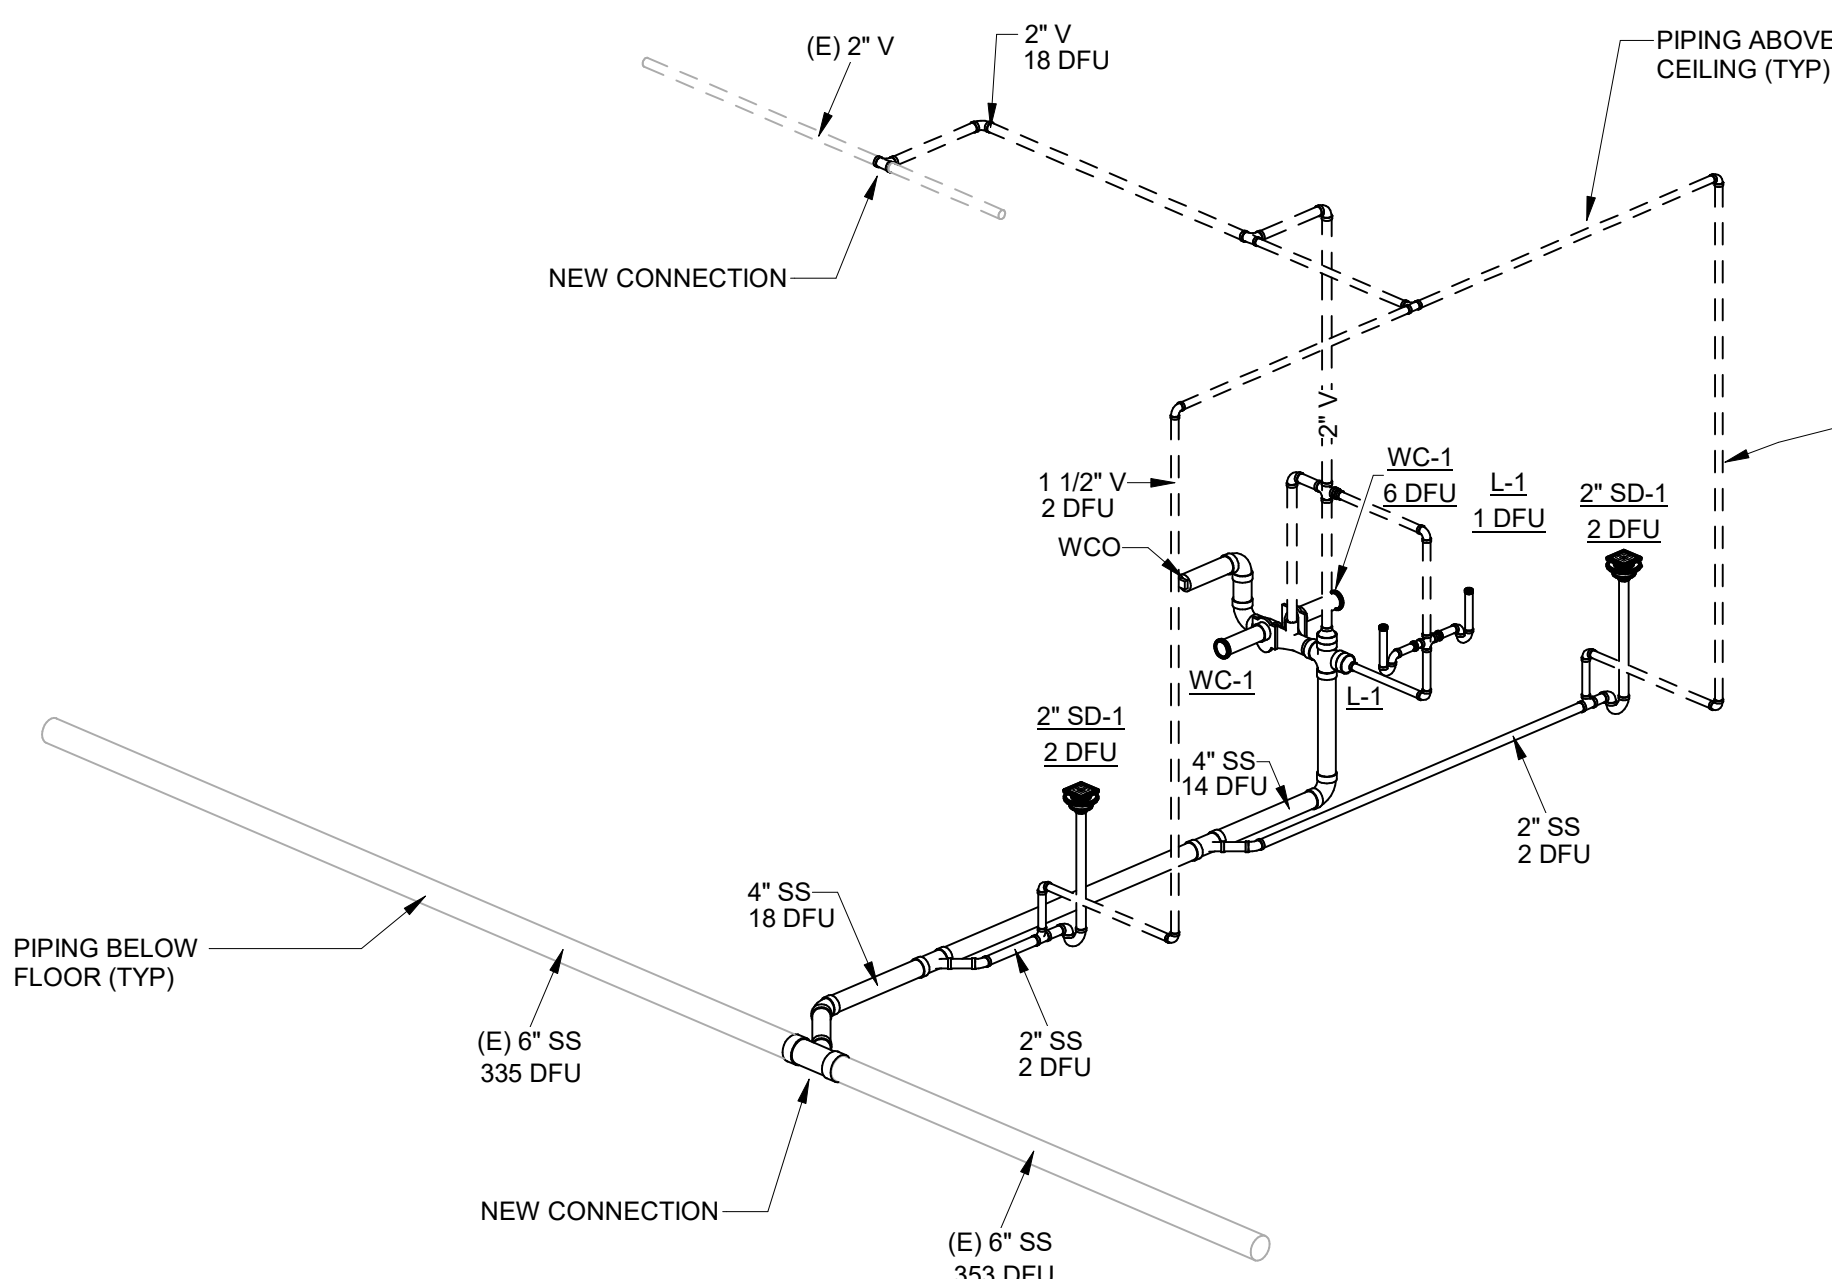 (E) 2" V
2" V
18 DFU
PIPING ABOVE
CEILING (TYP)
NEW CONNECTION
2" V
1 1/2" V
2 DFU
WCO
WC-1
6 DFU
L-1
1 DFU
2" SD-1
2 DFU
WC-1
L-1
2" SD-1
2 DFU
4" SS
14 DFU
2" SS
2 DFU
4" SS
18 DFU
PIPING BELOW
FLOOR (TYP)
(E) 6" SS
335 DFU
2" SS
2 DFU
NEW CONNECTION
(E) 6" SS
353 DFU